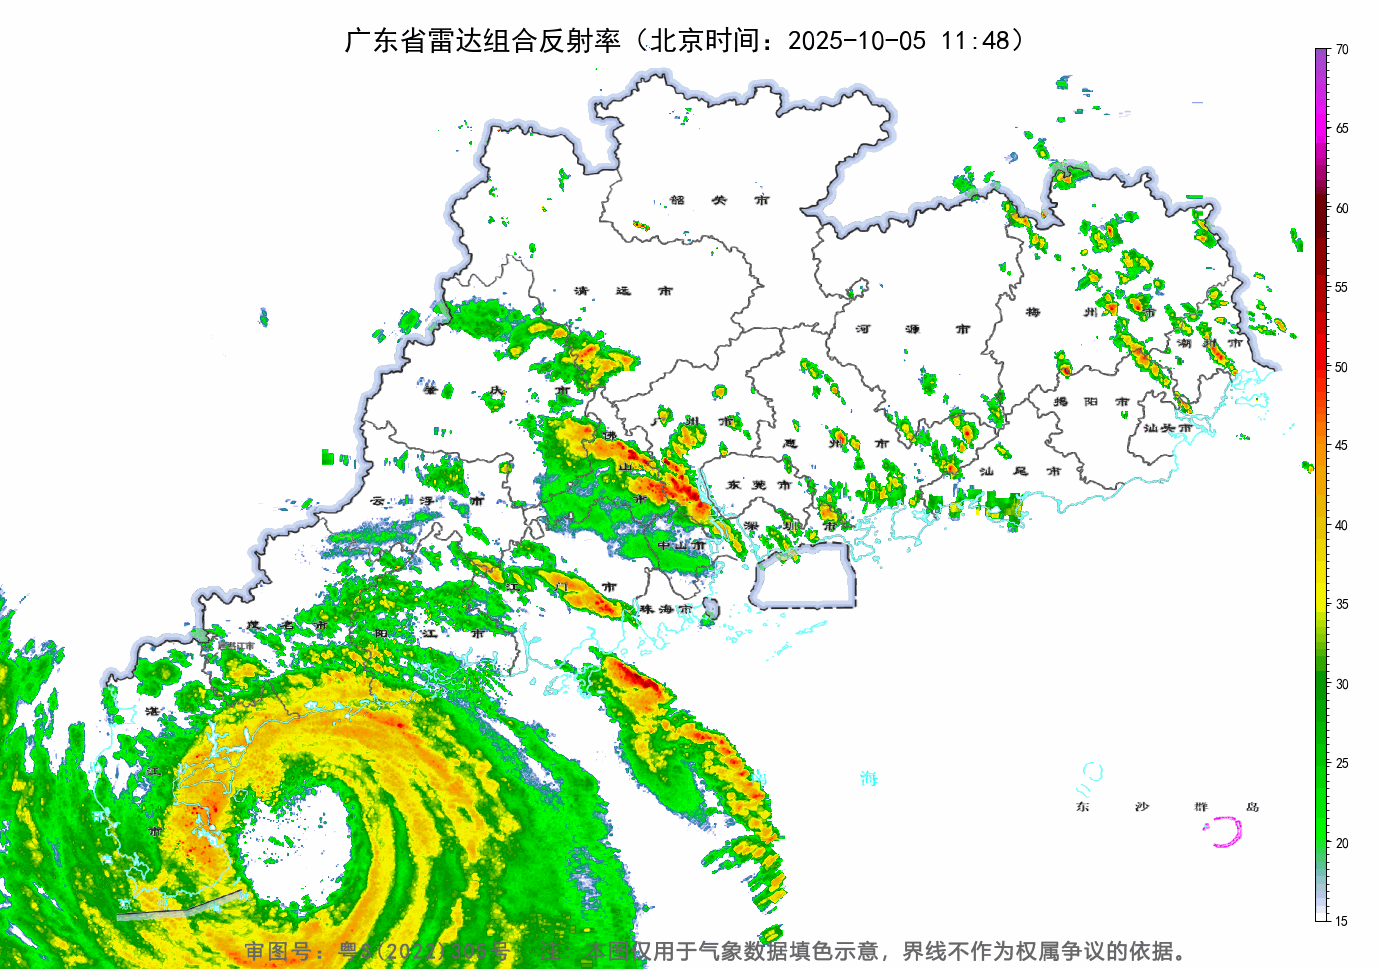 广东省雷达组合反射率（北京时间：2025-10-05 11:48）
70
65
60
55
50
45
40
35
30
25
20
15
韶关市
清远市
河源市
梅州市
潮州市
肇庆市
揭阳市
汕头市
广州市
佛山市
惠州市
汕尾市
东莞市
云浮市
深圳市
中山市
江门市
珠海市
茂名市
阳江市
湛江市
海
东沙群岛
审图号：粤S(2022)306号 注：本图仅用于气象数据填色示意，界线不作为权属争议的依据。